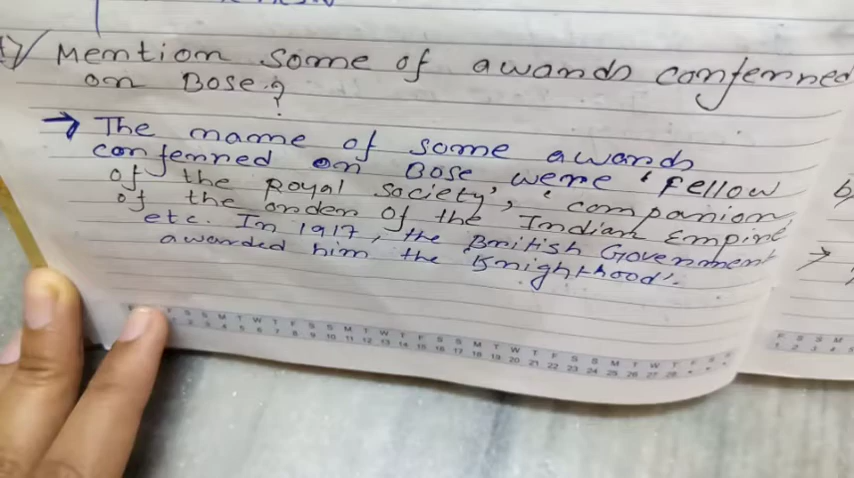 Mention some of awards conferred
on Bose?
→ The name of some awards
conferred on Bose were 'Fellow
of the Royal Society', 'companion
of the order of the Indian Empire'
etc. In 1917, the British Government
awarded him the 'Knighthood'.